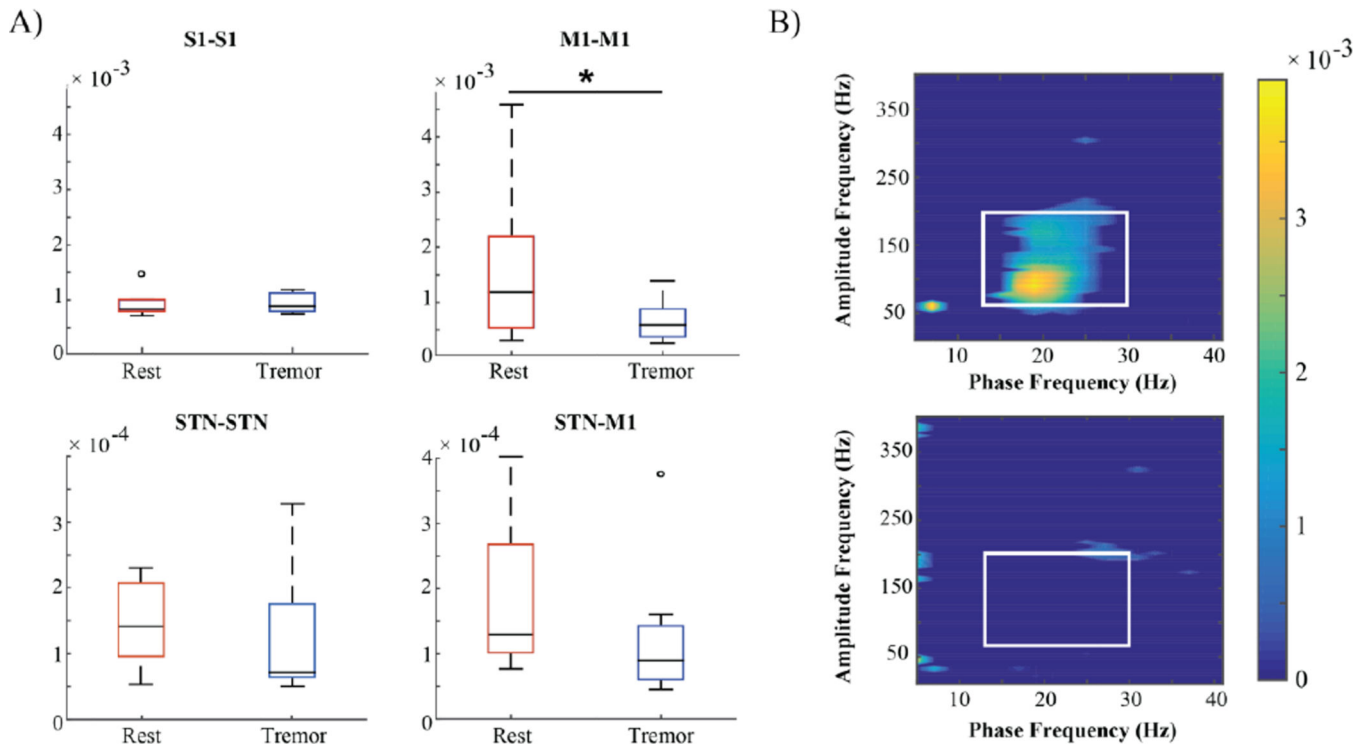 A)
S1-S1
× 10-3
4
3
2
1
0
Rest Tremor
M1-M1
× 10-3
*
4
3
2
1
0
Rest Tremor
STN-STN
× 10-4
4
3
2
1
0
Rest Tremor
STN-M1
× 10-4
4
3
2
1
0
Rest Tremor
B)
Amplitude Frequency (Hz)
350
250
150
50
10 20 30 40
Phase Frequency (Hz)
Amplitude Frequency (Hz)
350
250
150
50
10 20 30 40
Phase Frequency (Hz)
× 10-3
3
2
1
0